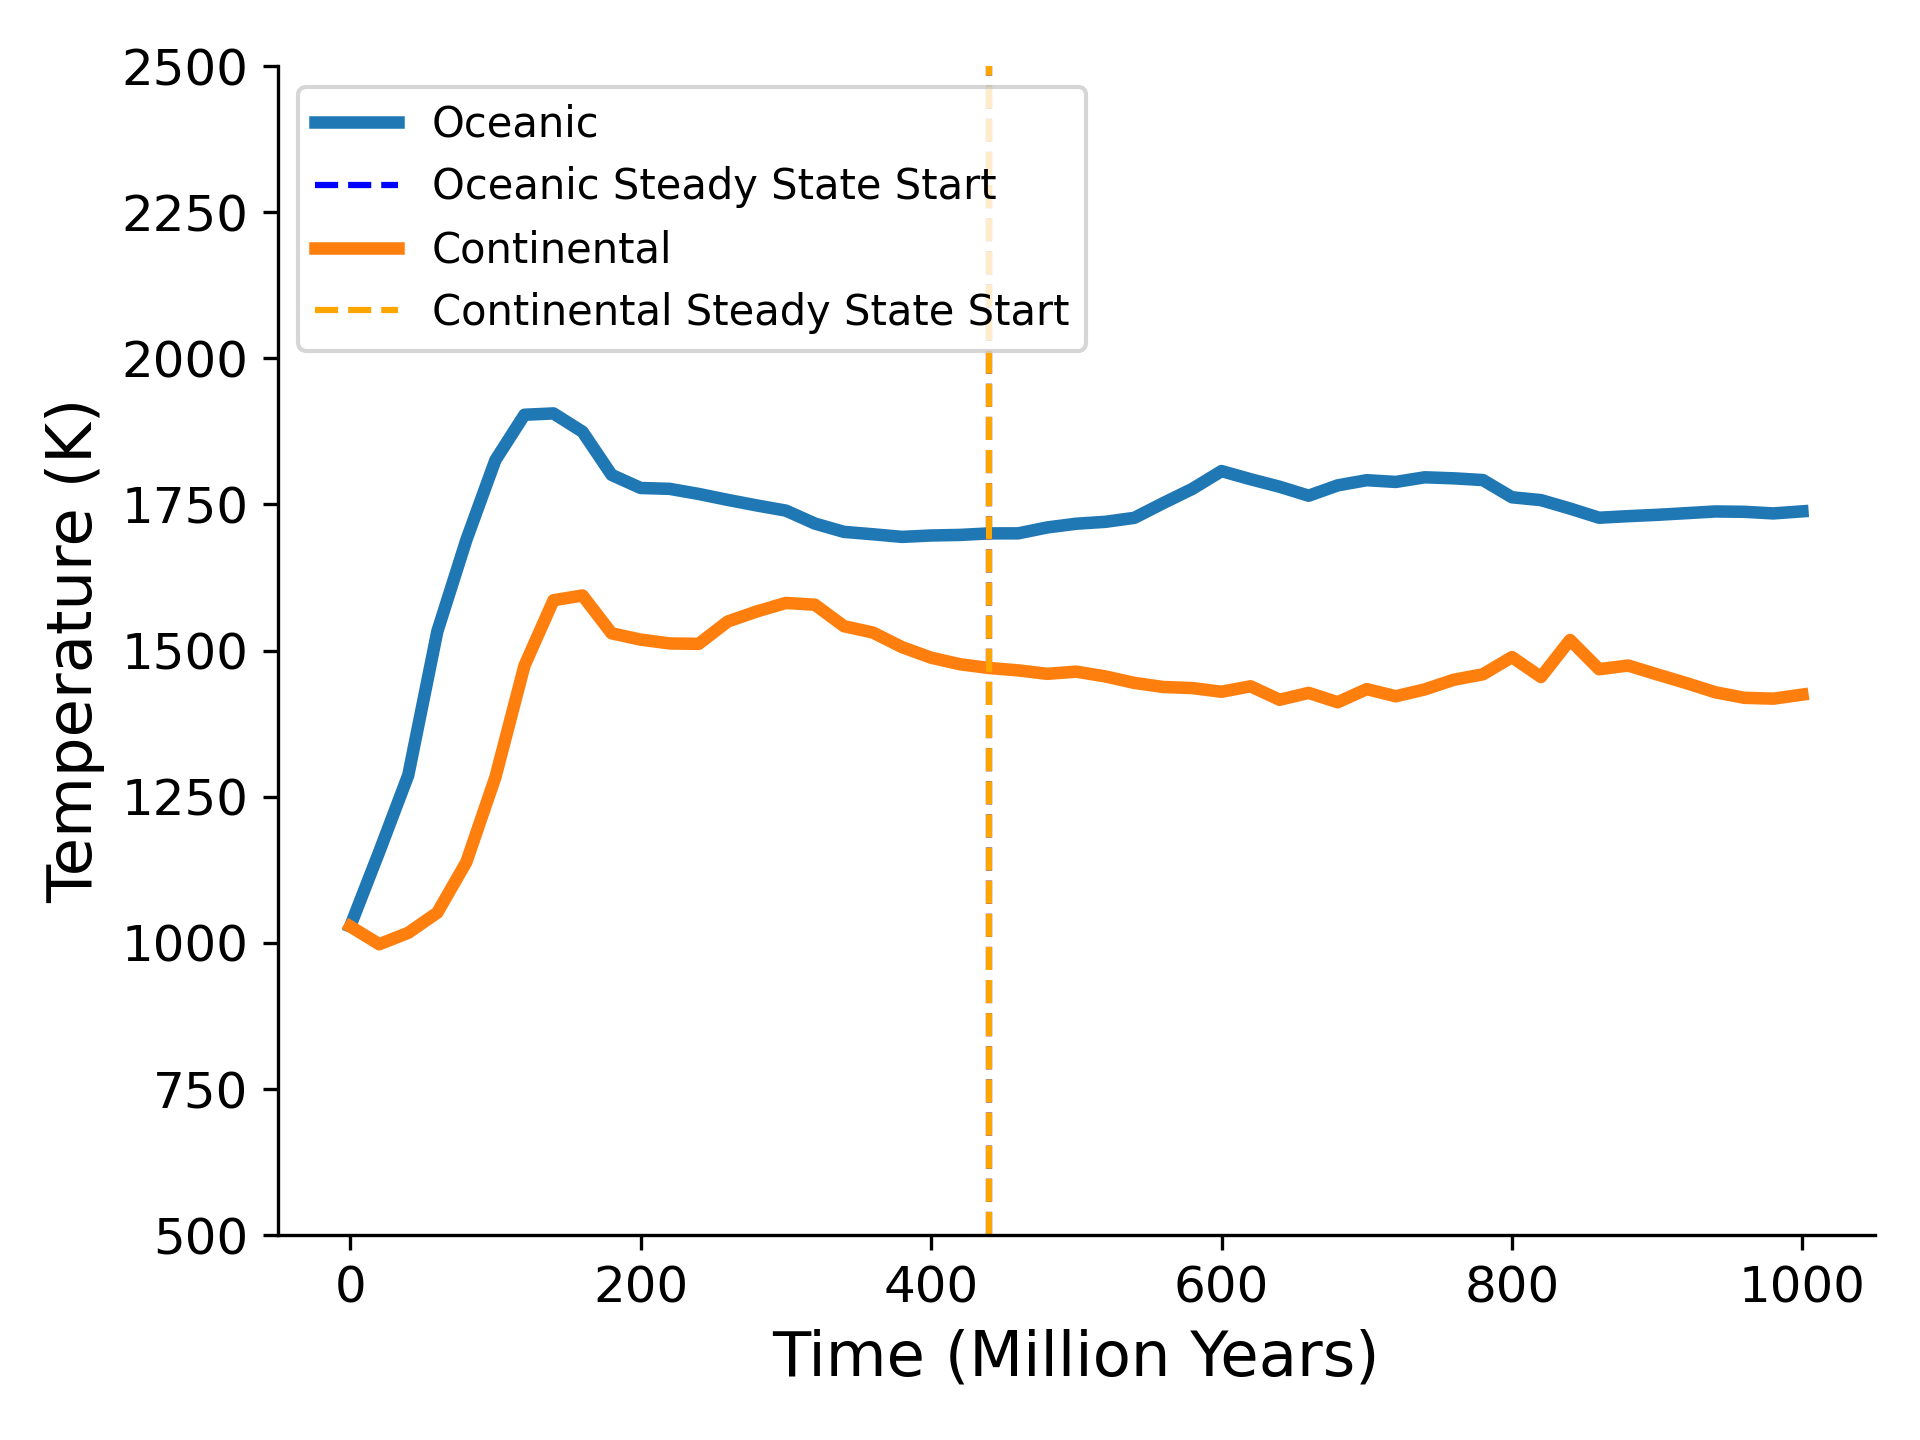 2500
2250
2000
1750
1500
1250
1000
750
500
Temperature (K)
Oceanic
Oceanic Steady State Start
Continental
Continental Steady State Start
0 200 400 600 800 1000
Time (Million Years)